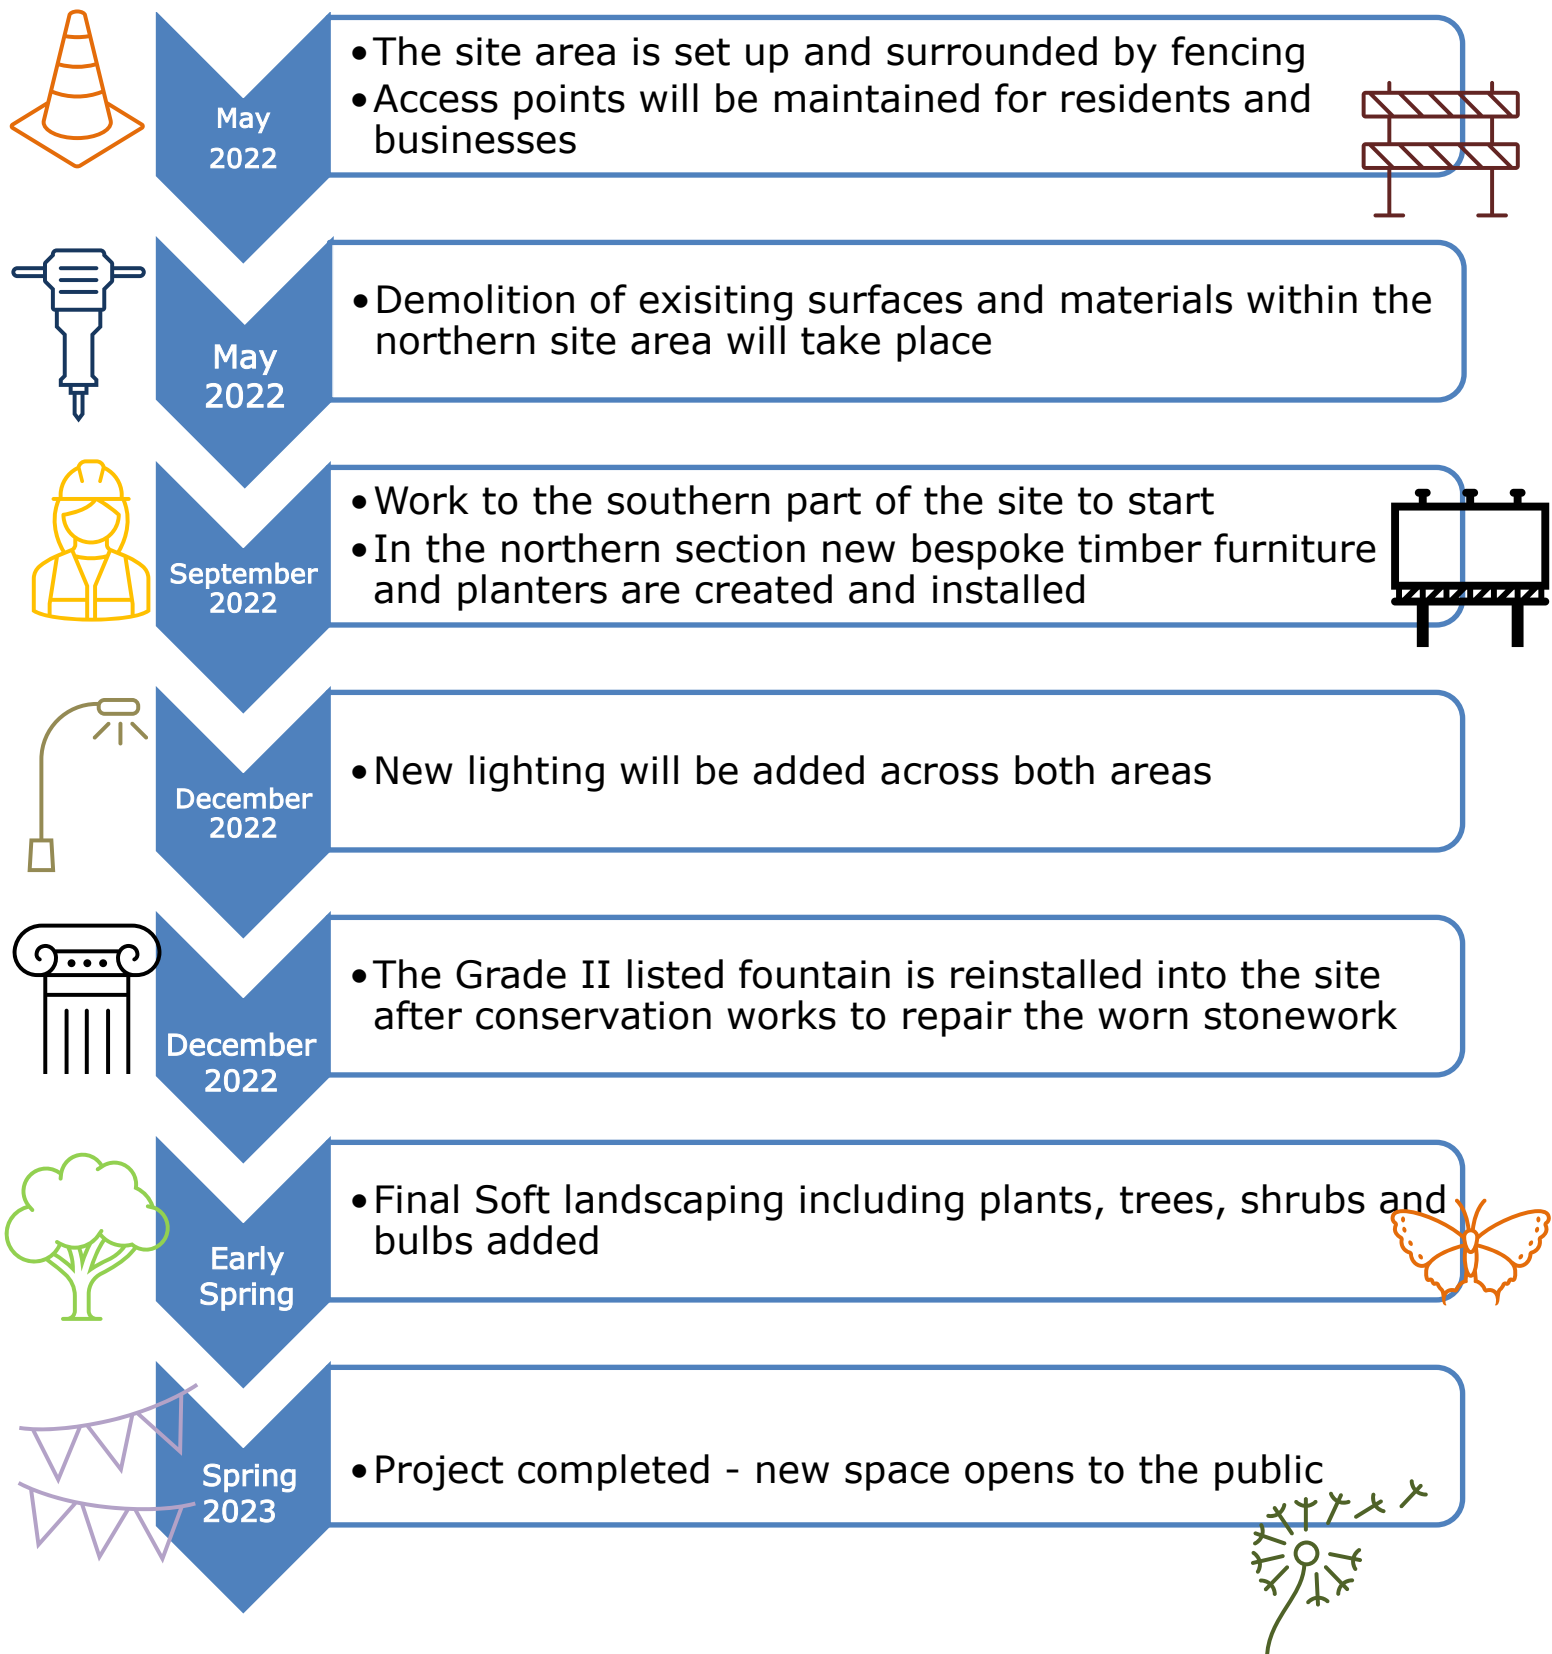 May
2022
•The site area is set up and surrounded by fencing
•Access points will be maintained for residents and
businesses
May
2022
•Demolition of exisiting surfaces and materials within the
northern site area will take place
September
2022
•Work to the southern part of the site to start
•In the northern section new bespoke timber furniture
and planters are created and installed
December
2022
•New lighting will be added across both areas
December
2022
•The Grade II listed fountain is reinstalled into the site
after conservation works to repair the worn stonework
Early
Spring
•Final Soft landscaping including plants, trees, shrubs and
bulbs added
Spring
2023
•Project completed - new space opens to the public